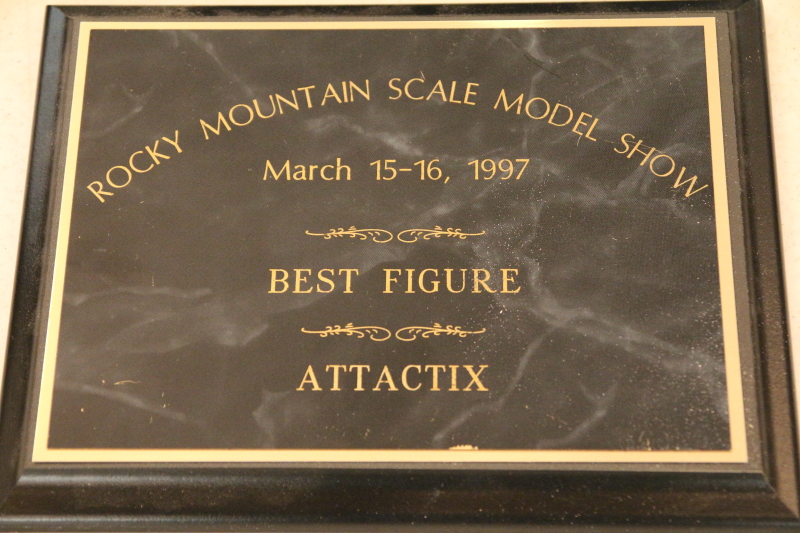 ROCKY MOUNTAIN SCALE MODEL SHOW
March 15-16, 1997
BEST FIGURE
ATTACTIX